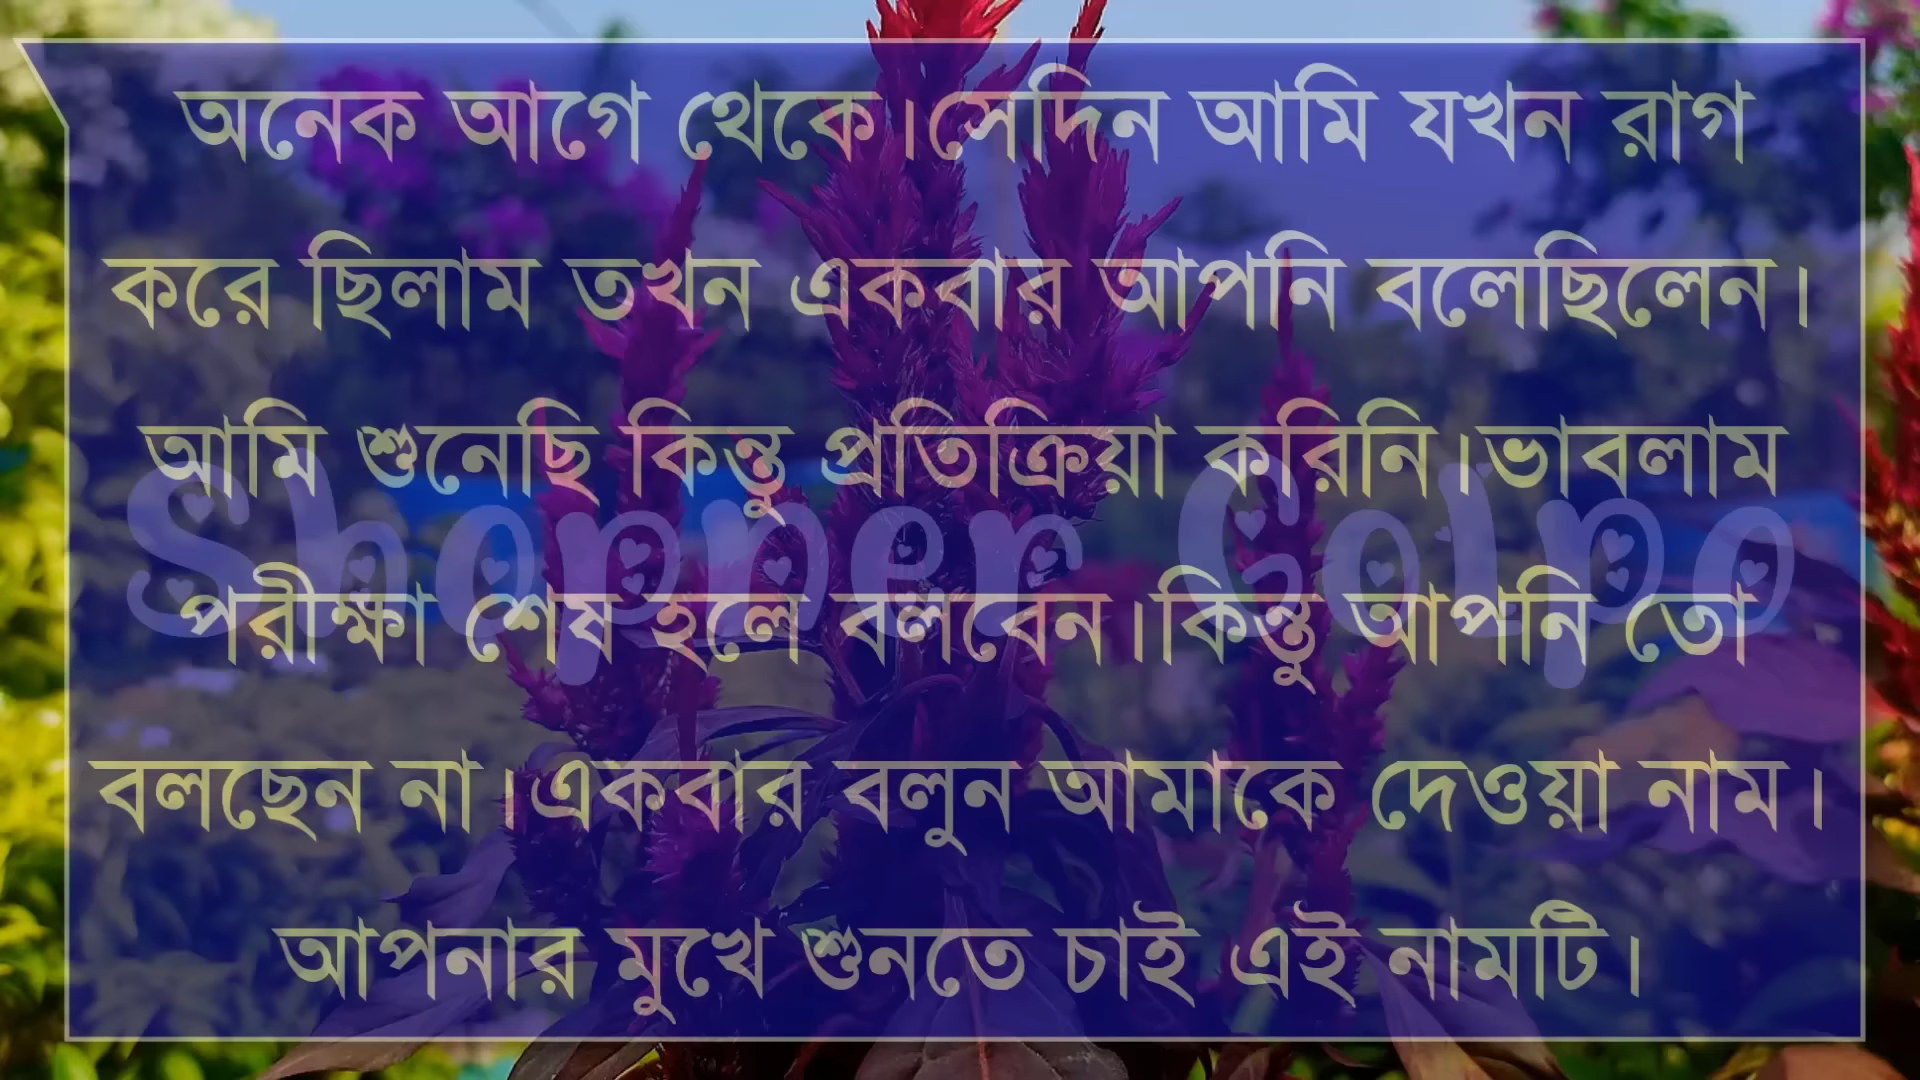 অনেক আগে থেকে।সেদিন আমি যখন রাগ
করে ছিলাম তখন একবার আপনি বলেছিলেন।
আমি শুনেছি কিন্তু প্রতিক্রিয়া করিনি।ভাবলাম
Shopner Golpo
পরীক্ষা শেষ হলে বলবেন।কিন্তু আপনি তো
বলছেন না।একবার বলুন আমাকে দেওয়া নাম।
আপনার মুখে শুনতে চাই এই নামটি।